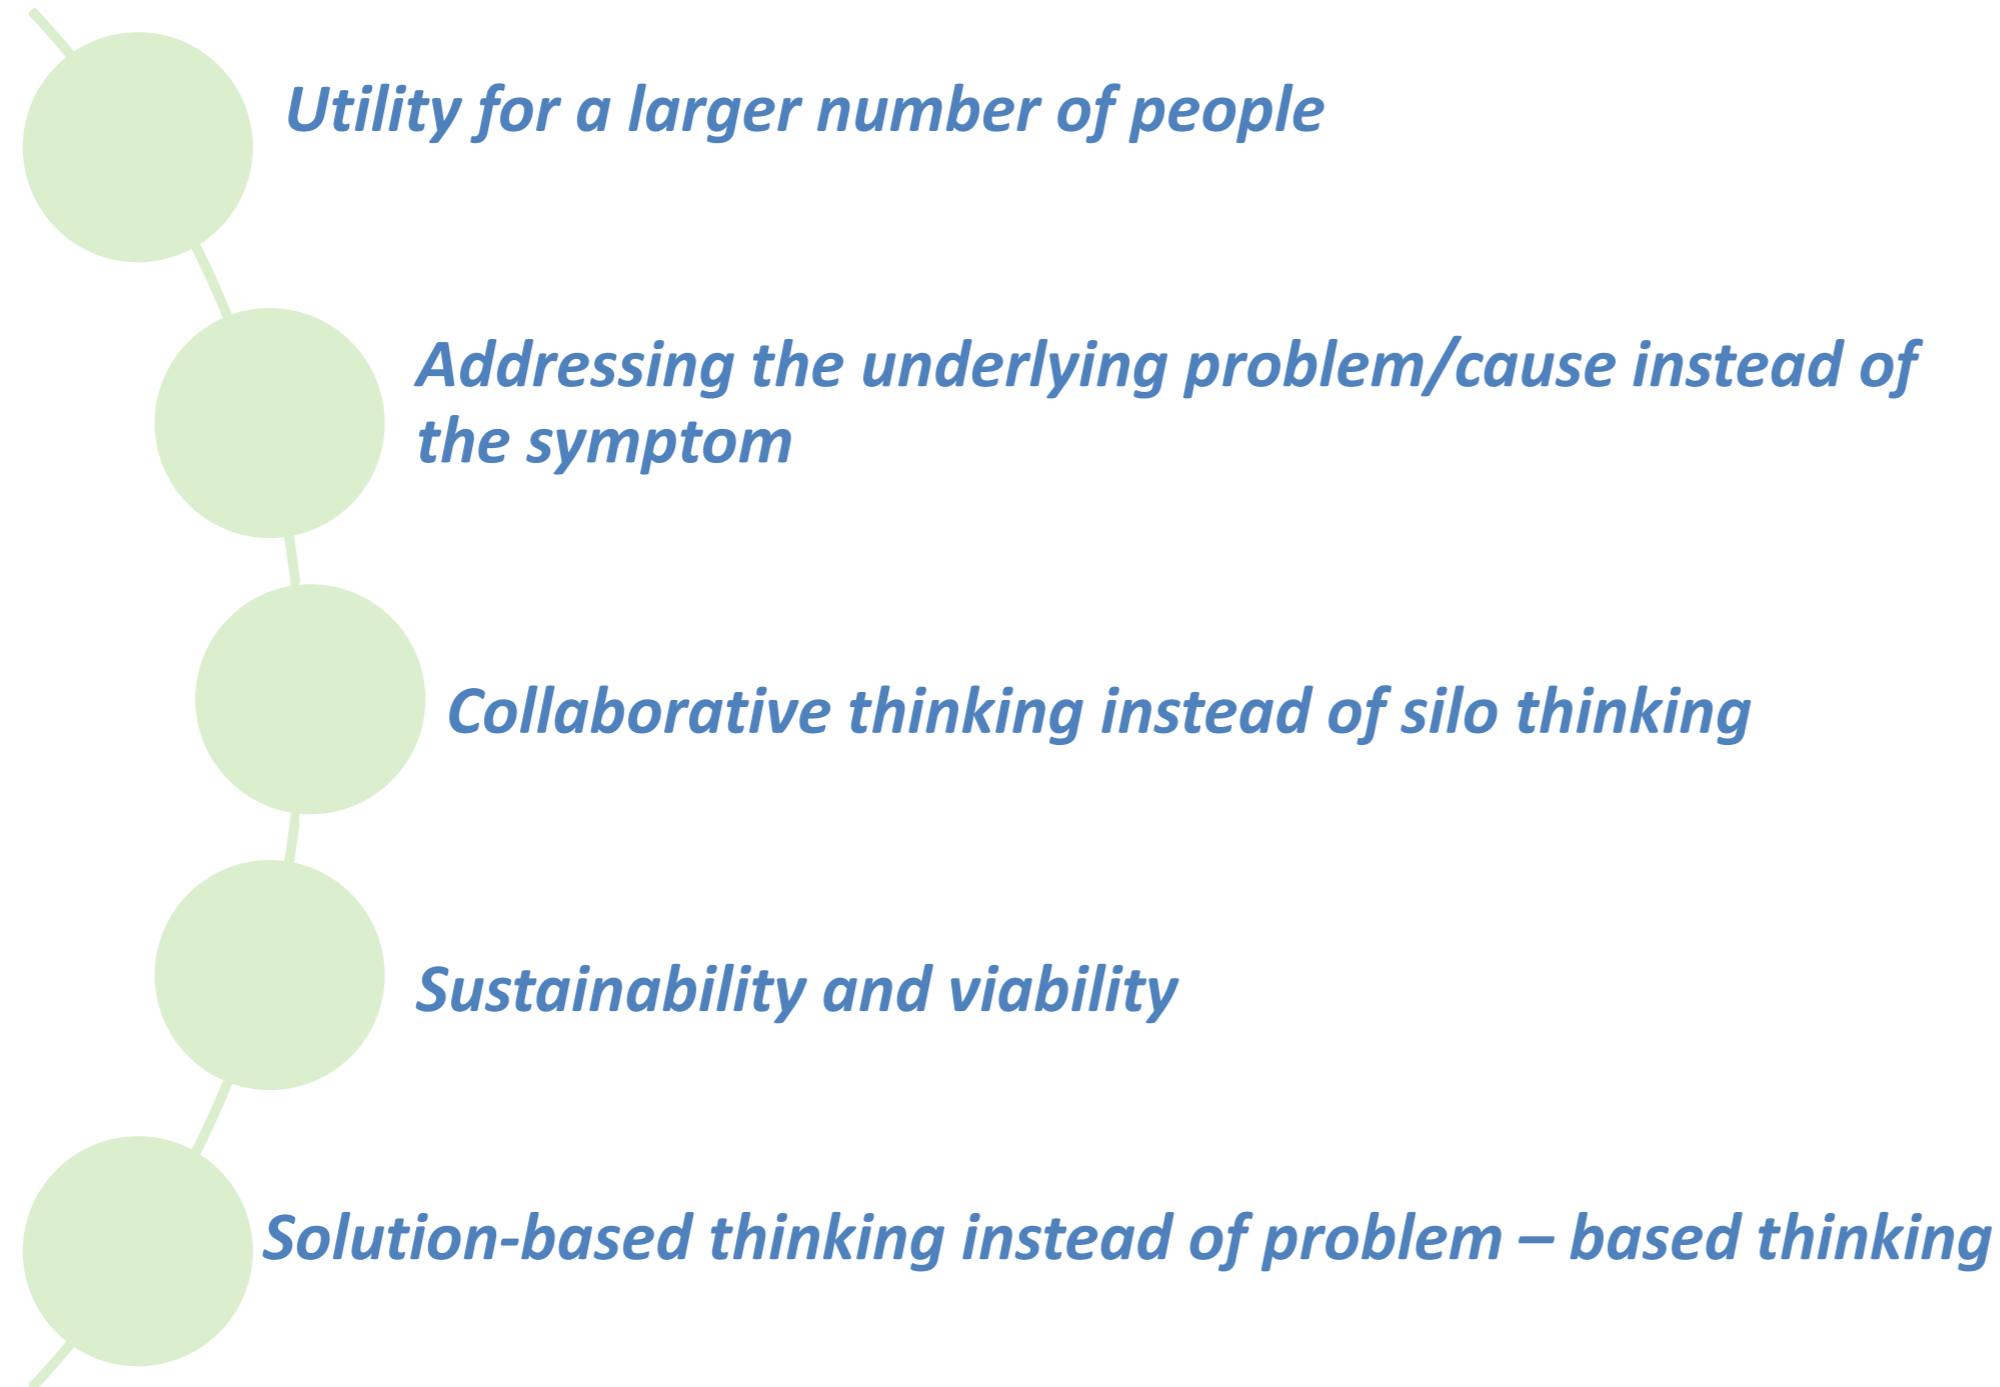 Utility for a larger number of people
Addressing the underlying problem/cause instead of
the symptom
Collaborative thinking instead of silo thinking
Sustainability and viability
Solution-based thinking instead of problem – based thinking